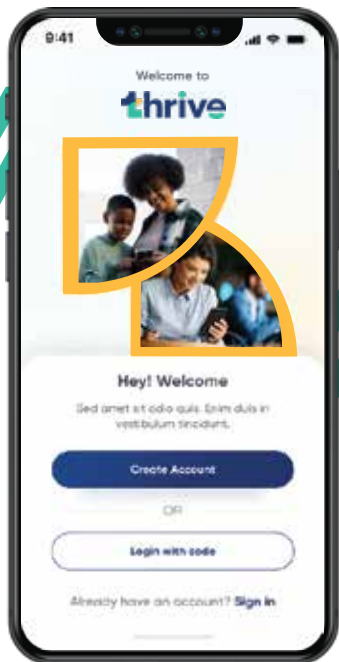 9:41
Welcome to
thrive
Hey! Welcome
Sed amet sit odio quis. Enim duis in
vestibulum tincidunt.
Create Account
OR
Login with code
Already have an account? Sign in